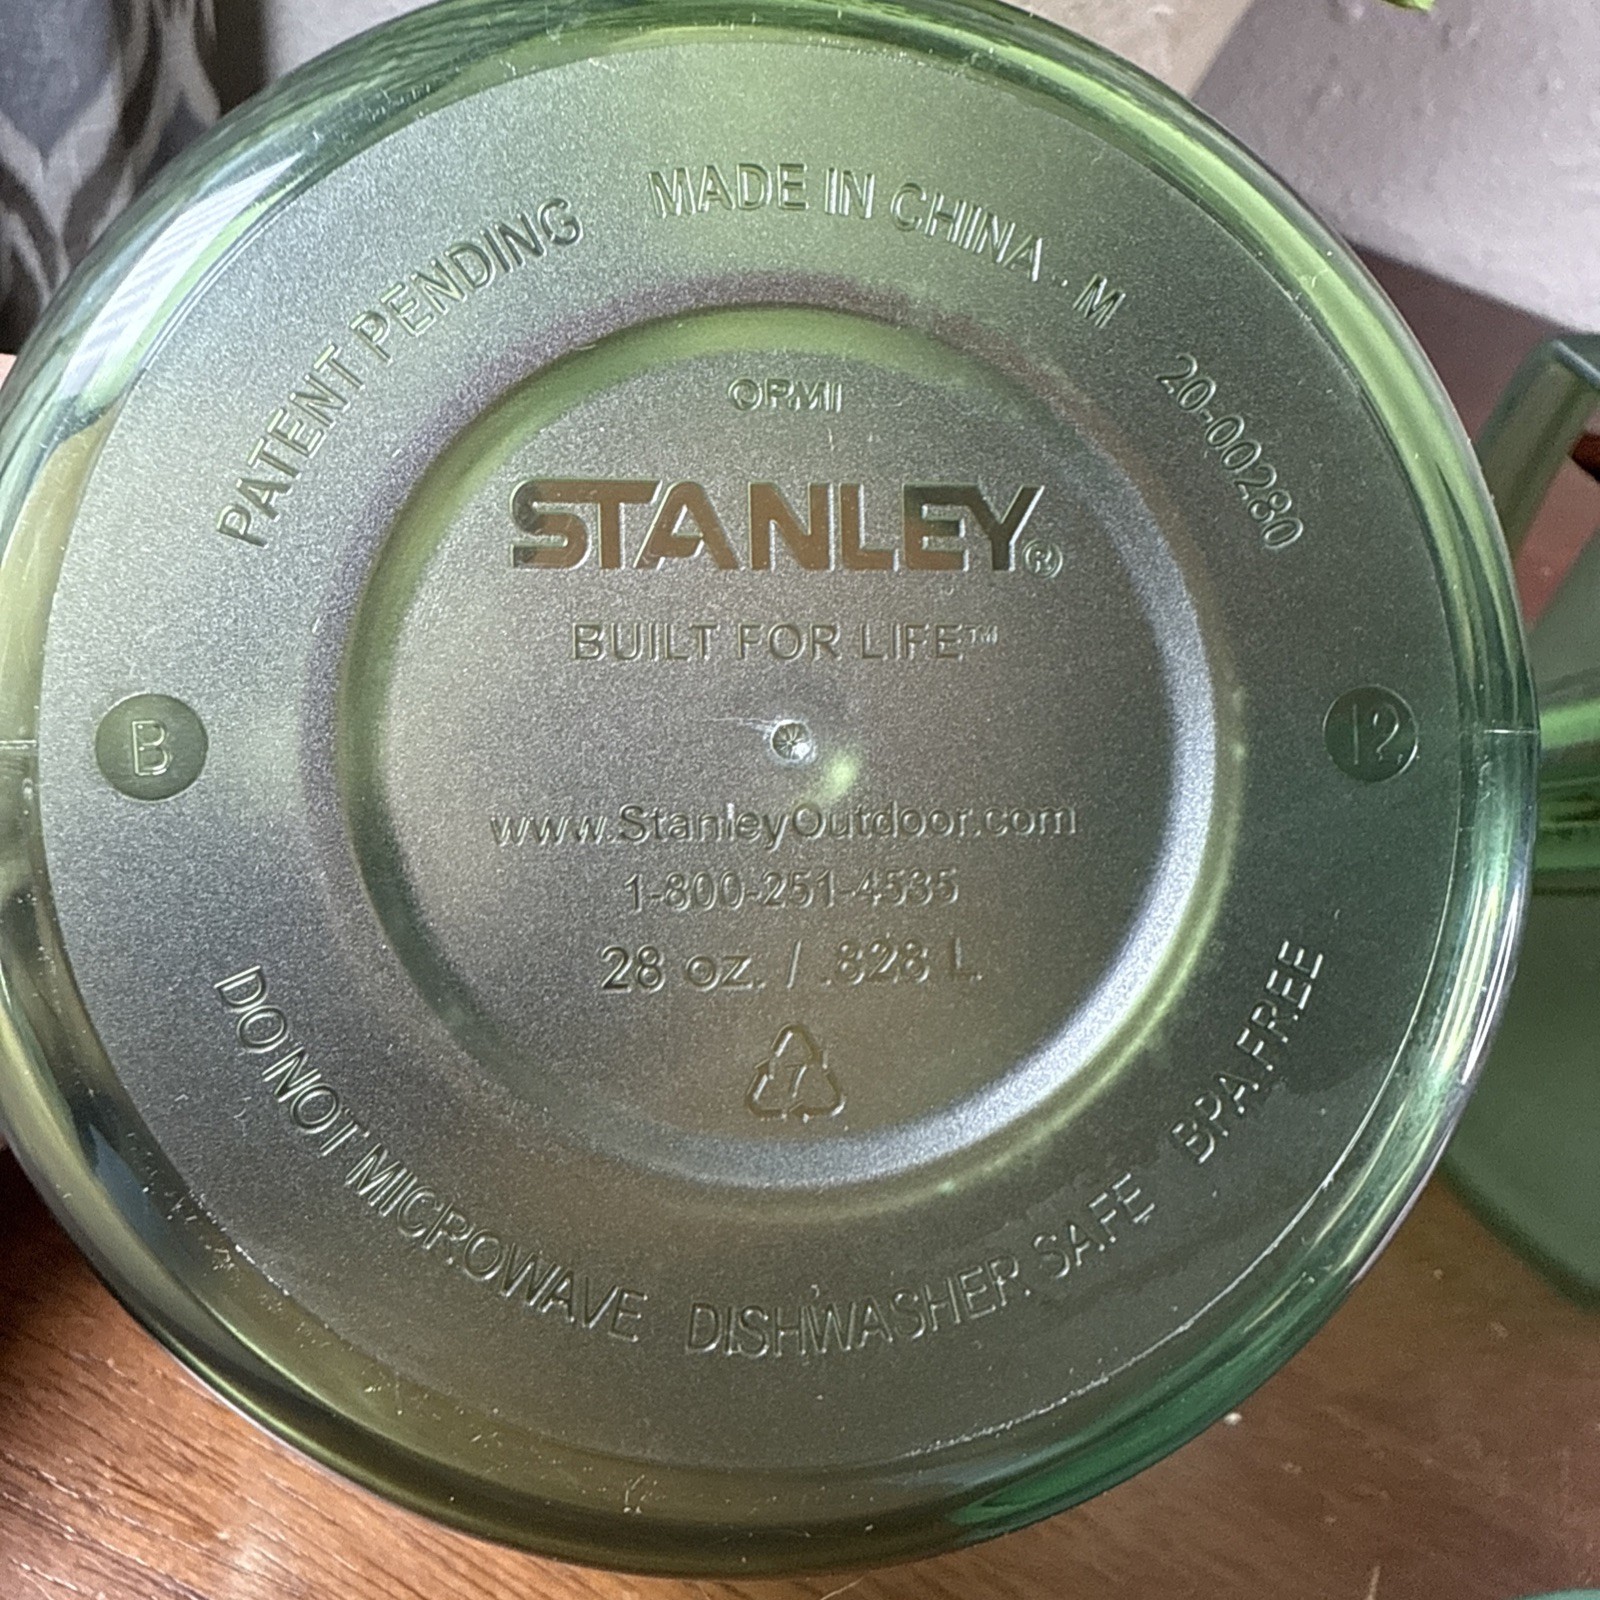 PATENT PENDING
MADE IN CHINA - M
20-00280
©PMI
STANLEY®
BUILT FOR LIFE™
B
12
www.StanleyOutdoor.com
1-800-251-4535
28 oz. / .828 L
7
DO NOT MICROWAVE
DISHWASHER SAFE
BPA FREE